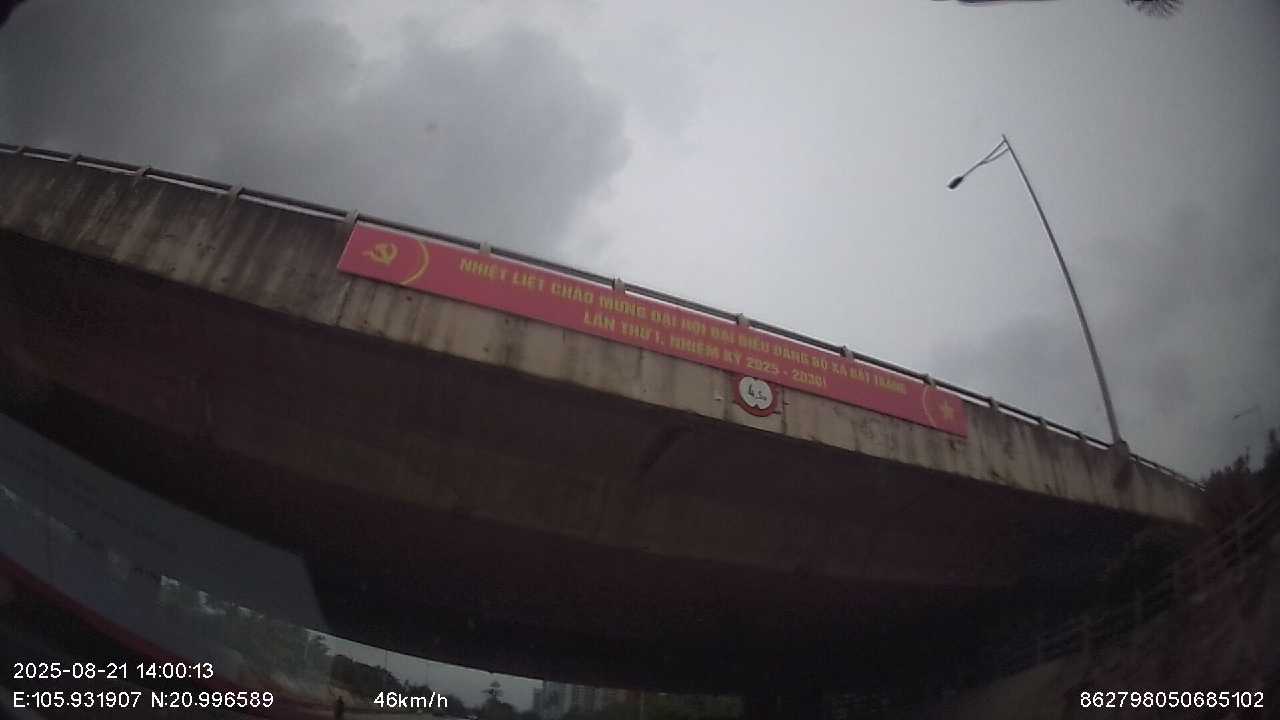 NHIỆT LIỆT CHÀO MỪNG ĐẠI HỘI ĐẠI BIỂU ĐẢNG BỘ XÃ BÁT TRÀNG
LẦN THỨ I, NHIỆM KỲ 2025 - 2030!
4,5m
2025-08-21 14:00:13
E:105.931907 N:20.996589 46km/h 862798050685102